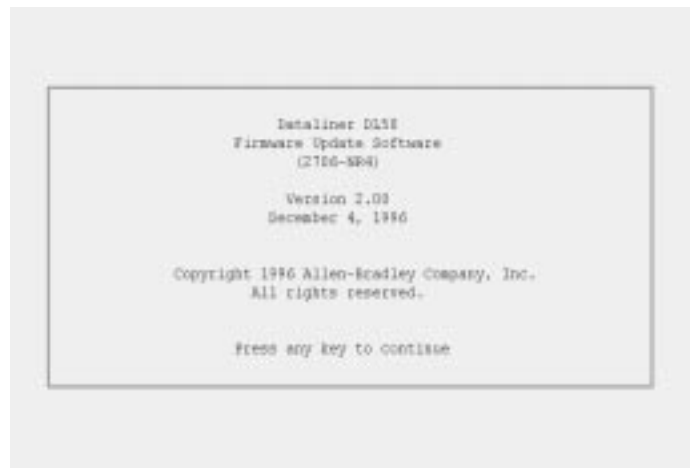 Dataliner DL50
Firmware Update Software
(2706-NR4)
Version 2.00
December 4, 1996
Copyright 1996 Allen-Bradley Company, Inc.
All rights reserved.
Press any key to continue